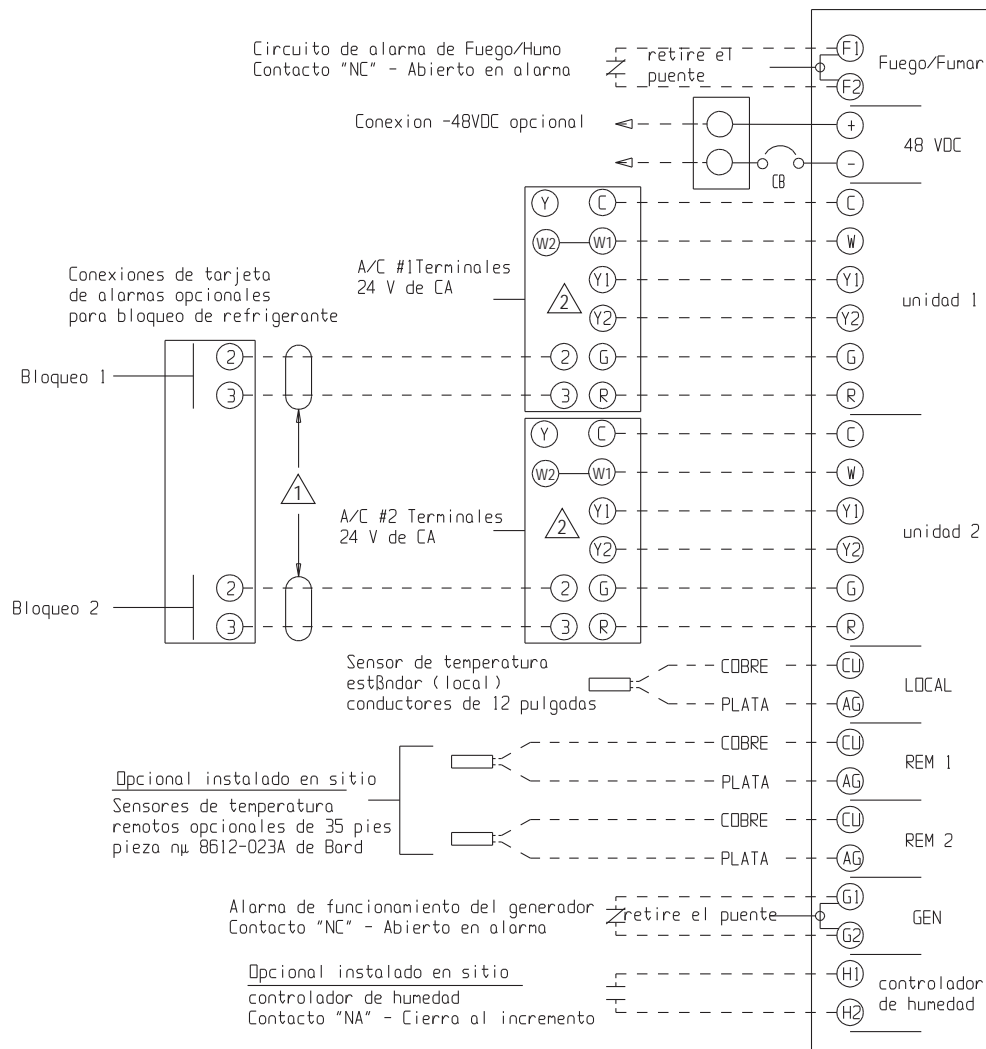 Circuito de alarma de Fuego/Humo
Contacto "NC" - Abierto en alarma
retire el
puente
F1
F2
Fuego/Fumar
Conexion -48VDC opcional
CB
+
-
48 VDC
A/C #1Terminales
24 V de CA
Y
C
W2
W1
Y1
2
Y2
2
G
3
R
C
W
Y1
Y2
G
R
unidad 1
Conexiones de tarjeta
de alarmas opcionales
para bloqueo de refrigerante
Bloqueo 1
2
3
1
Bloqueo 2
2
3
A/C #2 Terminales
24 V de CA
Y
C
W2
W1
Y1
2
Y2
2
G
3
R
C
W
Y1
Y2
G
R
unidad 2
Sensor de temperatura
estßndar (local)
conductores de 12 pulgadas
COBRE
PLATA
CU
AG
LOCAL
Opcional instalado en sitio
Sensores de temperatura
remotos opcionales de 35 pies
pieza nµ 8612-023A de Bard
COBRE
PLATA
CU
AG
REM 1
COBRE
PLATA
CU
AG
REM 2
Alarma de funcionamiento del generador
Contacto "NC" - Abierto en alarma
retire el puente
G1
G2
GEN
Opcional instalado en sitio
controlador de humedad
Contacto "NA" - Cierra al incremento
H1
H2
controlador
de humedad